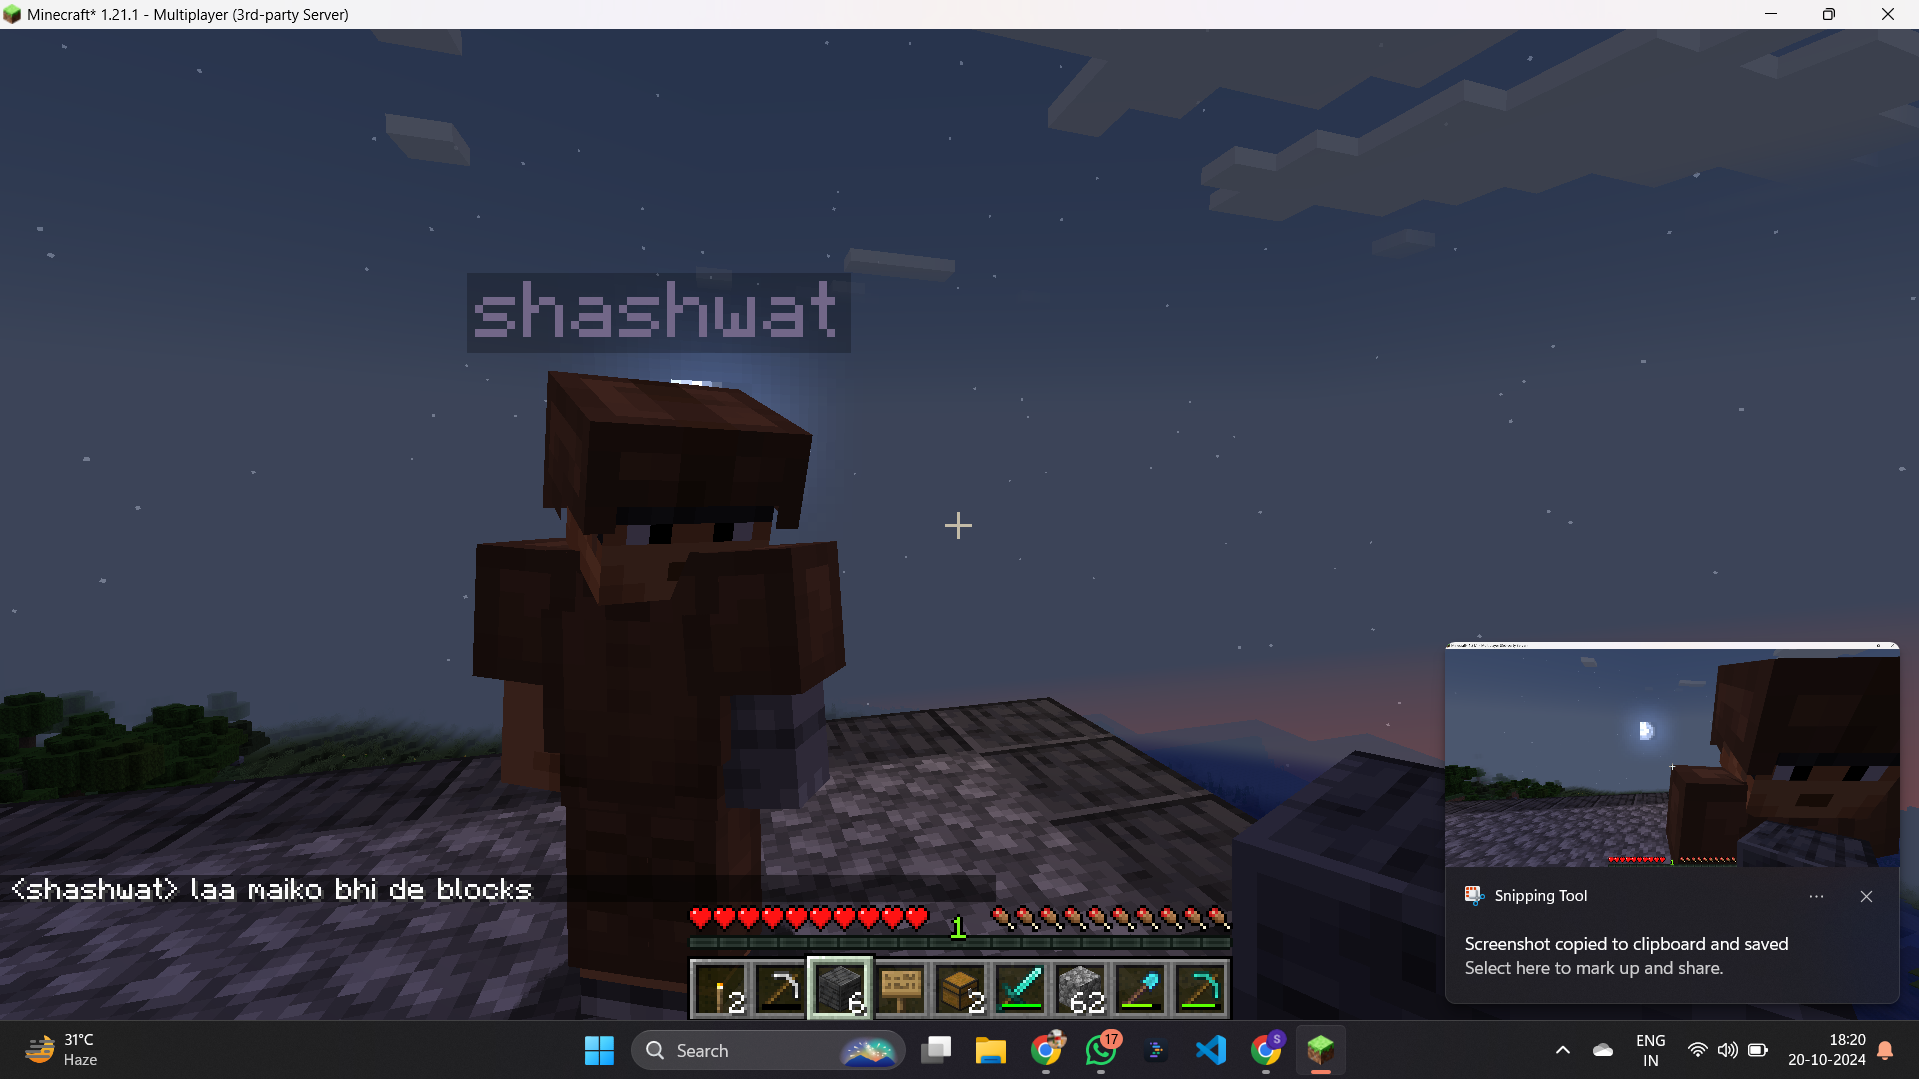 Minecraft* 1.21.1 - Multiplayer (3rd-party Server)
shashwat
<shashwat> laa maiko bhi de blocks
1
2
6
2
62
Snipping Tool
Screenshot copied to clipboard and saved
Select here to mark up and share.
31°C
Haze
Search
17
S
ENG
IN
18:20
20-10-2024